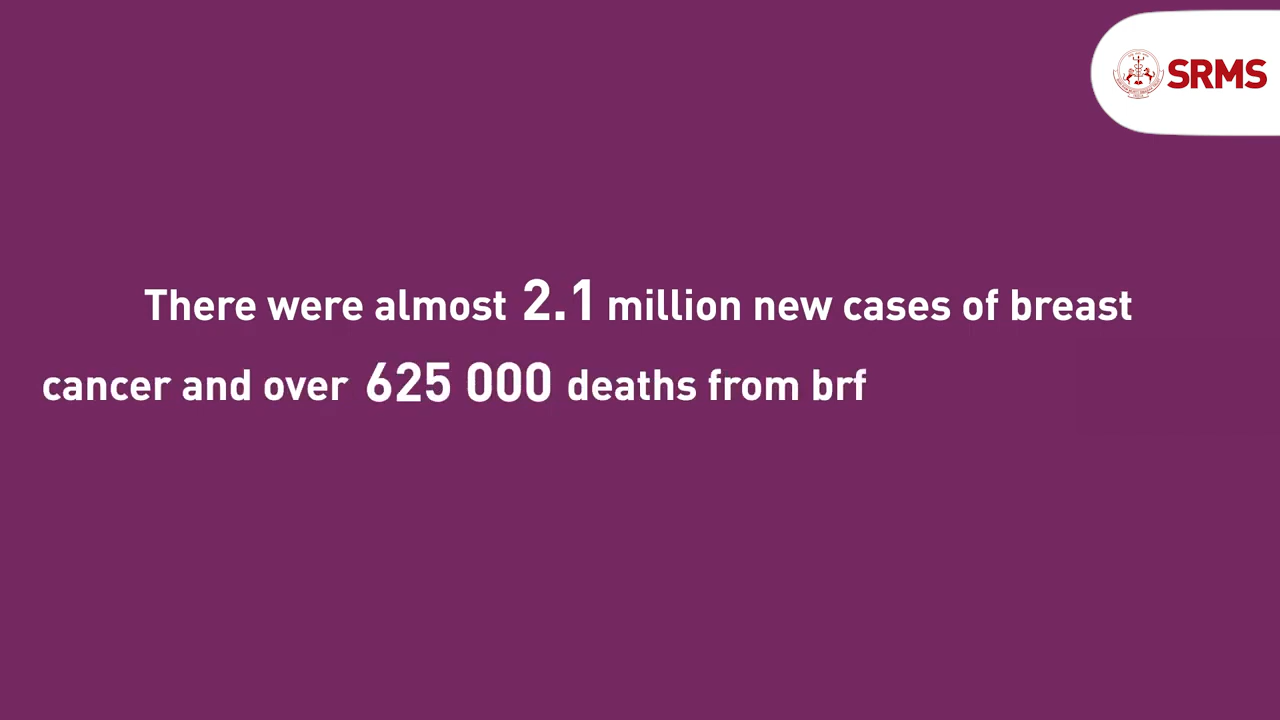 SRMS
There were almost 2.1 million new cases of breast
cancer and over 625 000 deaths from brf